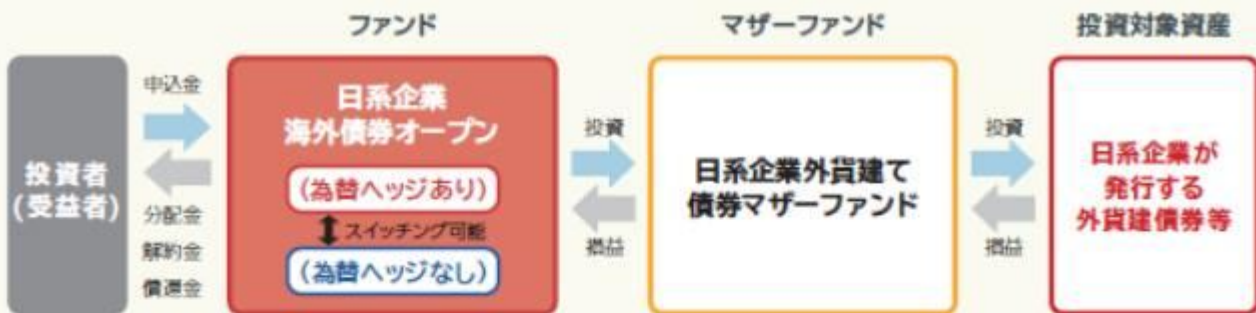 ファンド
マザーファンド
投資対象資産
投資者
(受益者)
申込金
分配金
解約金
償還金
日系企業
海外債券オープン
(為替ヘッジあり)
スイッチング可能
(為替ヘッジなし)
投資
損益
日系企業外貨建て
債券マザーファンド
投資
損益
日系企業が
発行する
外貨建債券等